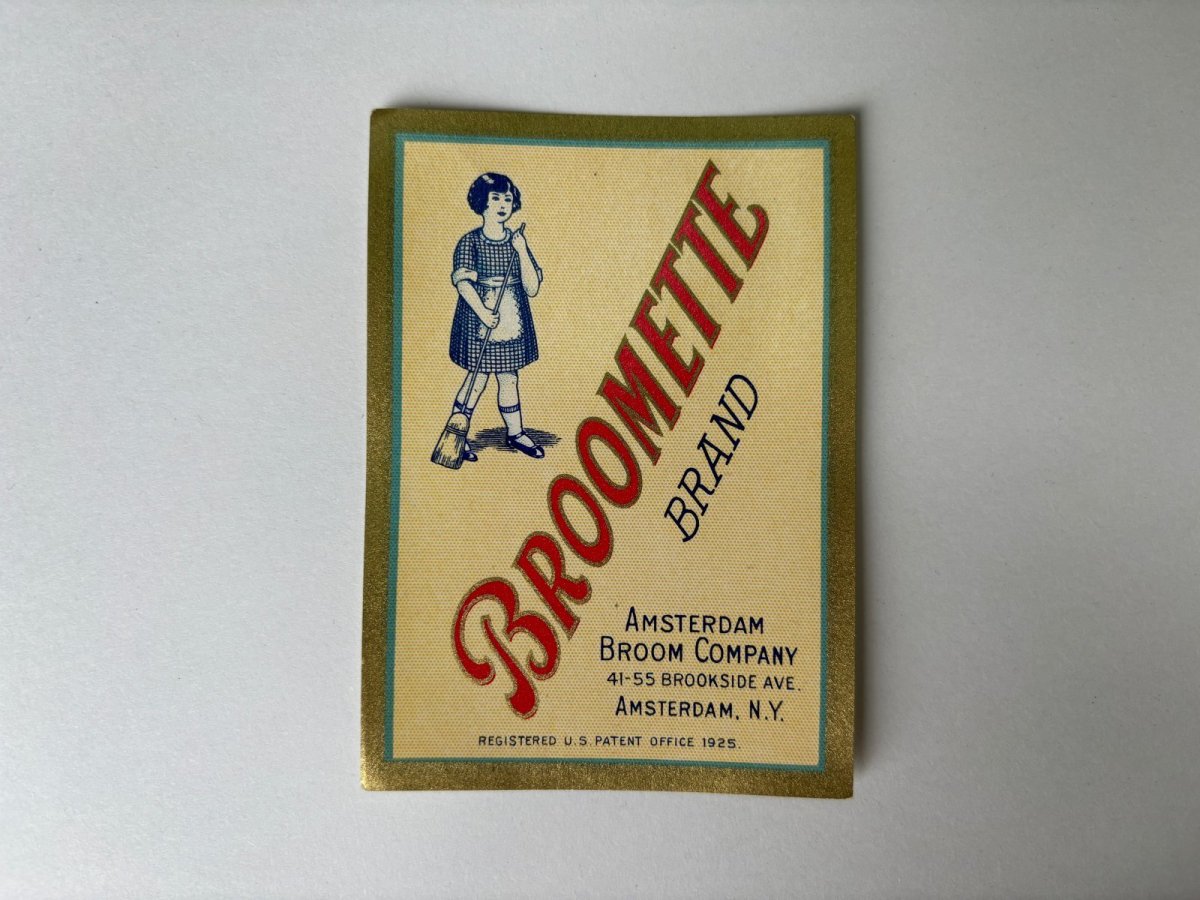 BROOMETTE
BRAND
AMSTERDAM
BROOM COMPANY
41-55 BROOKSIDE AVE.
AMSTERDAM, N.Y.
REGISTERED U.S. PATENT OFFICE 1925.